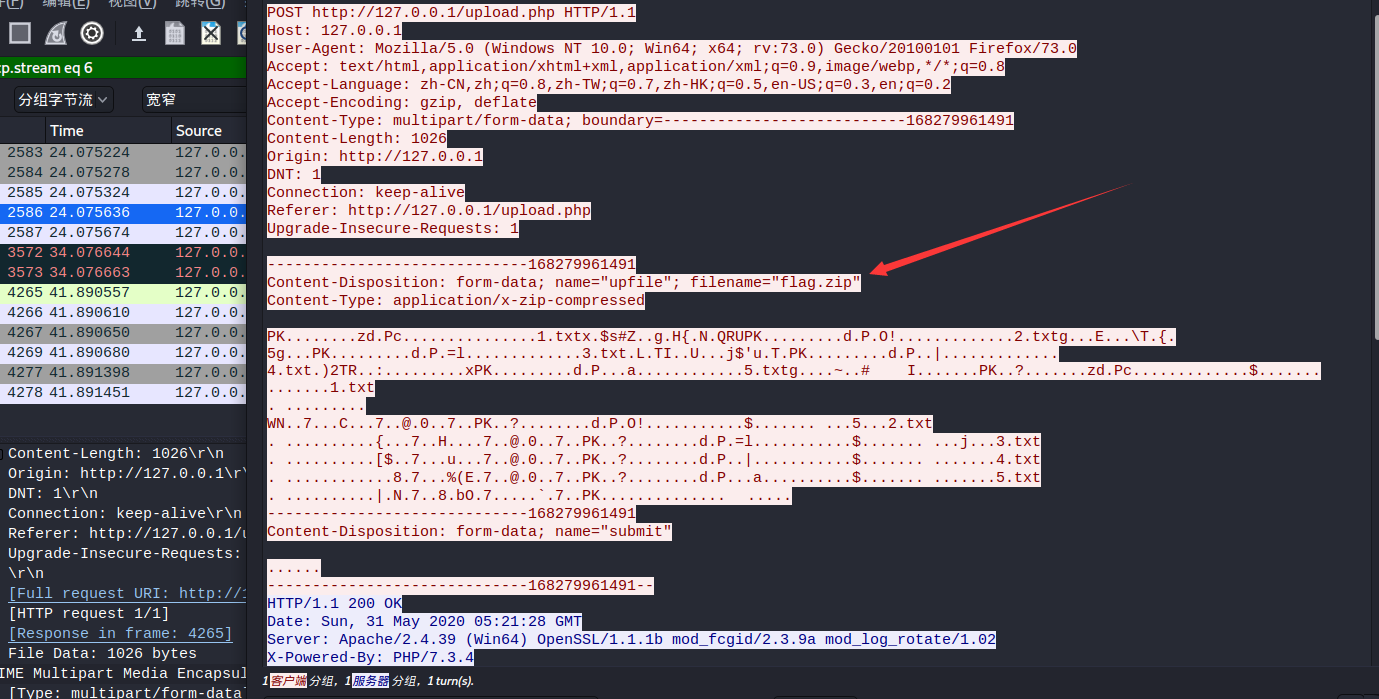 编辑(E)
视图(V)
跳转(G)
p.stream eq 6
分组字节流
宽窄
Time
Source
2583 24.075224 127.0.0.
2584 24.075278 127.0.0.
2585 24.075324 127.0.0.
2586 24.075636 127.0.0.
2587 24.075674 127.0.0.
3572 34.076644 127.0.0.
3573 34.076663 127.0.0.
4265 41.890557 127.0.0.
4266 41.890610 127.0.0.
4267 41.890650 127.0.0.
4269 41.890680 127.0.0.
4277 41.891398 127.0.0.
4278 41.891451 127.0.0.
Content-Length: 1026\r\n
Origin: http://127.0.0.1\r\
DNT: 1\r\n
Connection: keep-alive\r\n
Referer: http://127.0.0.1/u
Upgrade-Insecure-Requests:
\r\n
[Full request URI: http://1
[HTTP request 1/1]
[Response in frame: 4265]
File Data: 1026 bytes
IME Multipart Media Encapsul
[Type: multipart/form-data
POST http://127.0.0.1/upload.php HTTP/1.1
Host: 127.0.0.1
User-Agent: Mozilla/5.0 (Windows NT 10.0; Win64; x64; rv:73.0) Gecko/20100101 Firefox/73.0
Accept: text/html,application/xhtml+xml,application/xml;q=0.9,image/webp,*/*;q=0.8
Accept-Language: zh-CN,zh;q=0.8,zh-TW;q=0.7,zh-HK;q=0.5,en-US;q=0.3,en;q=0.2
Accept-Encoding: gzip, deflate
Content-Type: multipart/form-data; boundary=---------------------------168279961491
Content-Length: 1026
Origin: http://127.0.0.1
DNT: 1
Connection: keep-alive
Referer: http://127.0.0.1/upload.php
Upgrade-Insecure-Requests: 1
-----------------------------168279961491
Content-Disposition: form-data; name="upfile"; filename="flag.zip"
Content-Type: application/x-zip-compressed
PK........zd.Pc...............1.txtx.$s#Z..g.H{.N.QRUPK.........d.P.O!.............2.txtg...E...\T.{.
5g...PK.........d.P.=l.............3.txt.L.TI..U...j$'u.T.PK.........d.P..|.............
4.txt.)2TR..:.........xPK.........d.P...a............5.txtg....~..# I.......PK..?.......zd.Pc.............$.......
.......1.txt
. .........
WN..7...C...7..@.0..7..PK..?........d.P.O!...........$....... ...5...2.txt
. ..........{...7..H....7..@.0..7..PK..?........d.P.=l...........$....... ...j...3.txt
. ..........[$..7...u...7..@.0..7..PK..?........d.P..|...........$....... .......4.txt
. ............8.7...%(E.7..@.0..7..PK..?........d.P...a..........$....... .......5.txt
. ..........|.N.7..8.bO.7.....`.7..PK.............. .....
-----------------------------168279961491
Content-Disposition: form-data; name="submit"
......
-----------------------------168279961491--
HTTP/1.1 200 OK
Date: Sun, 31 May 2020 05:21:28 GMT
Server: Apache/2.4.39 (Win64) OpenSSL/1.1.1b mod_fcgid/2.3.9a mod_log_rotate/1.02
X-Powered-By: PHP/7.3.4
1客户端 分组，1服务器 分组，1 turn(s).